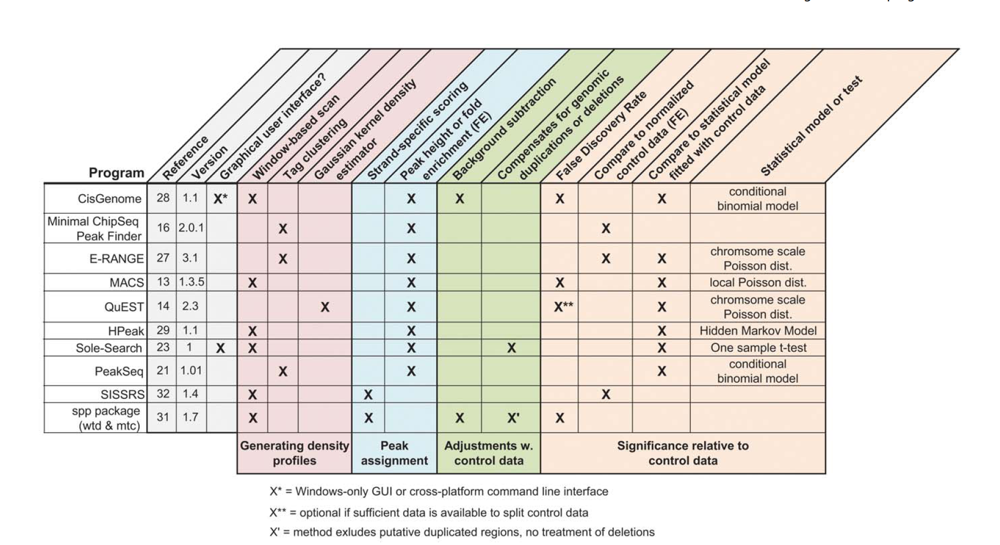 Reference
Version
Graphical user interface?
Window-based scan
Tag clustering
Gaussian kernel density
estimator
Strand-specific scoring
Peak height or fold
enrichment (FE)
Background subtraction
Compensates for genomic
duplications or deletions
False Discovery Rate
Compare to normalized
control data (FE)
Compare to statistical model
fitted with control data
Statistical model or test
Program
CisGenome 28 1.1 X* X X X X X conditional
binomial model
Minimal ChipSeq
Peak Finder 16 2.0.1 X X X
E-RANGE 27 3.1 X X X X chromsome scale
Poisson dist.
MACS 13 1.3.5 X X X X local Poisson dist.
QuEST 14 2.3 X X X** X chromsome scale
Poisson dist.
HPeak 29 1.1 X X X Hidden Markov Model
Sole-Search 23 1 X X X X X One sample t-test
PeakSeq 21 1.01 X X X conditional
binomial model
SISSRS 32 1.4 X X X
spp package
(wtd & mtc) 31 1.7 X X X X' X
Generating density
profiles
Peak
assignment
Adjustments w.
control data
Significance relative to
control data
X* = Windows-only GUI or cross-platform command line interface
X** = optional if sufficient data is available to split control data
X' = method exludes putative duplicated regions, no treatment of deletions